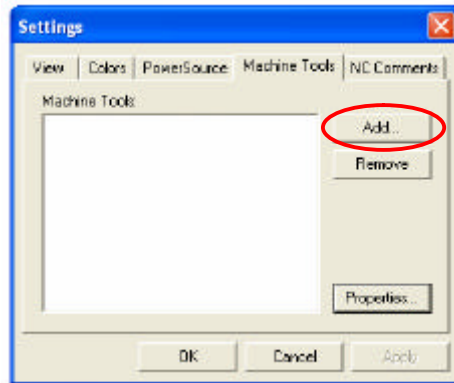 Settings
View Colors PowerSource Machine Tools NC Comments
Machine Tools
Add...
Remove
Properties...
OK Cancel Apply